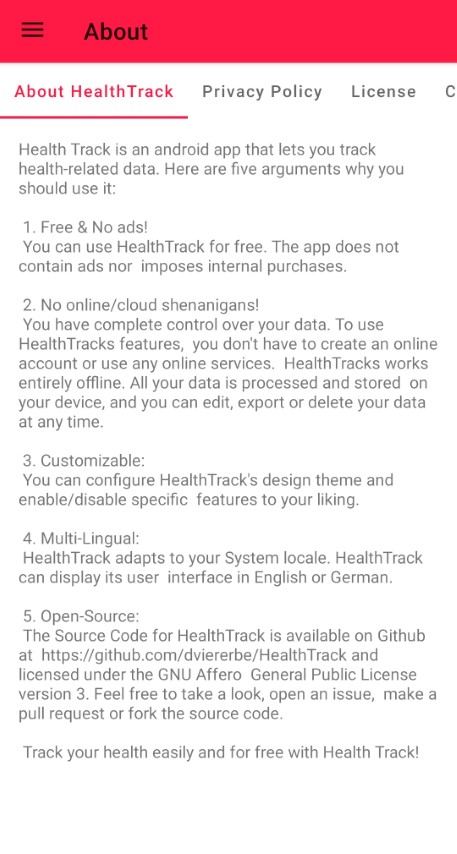 About
About HealthTrack Privacy Policy License C
Health Track is an android app that lets you track
health-related data. Here are five arguments why you
should use it:
1. Free & No ads!
You can use HealthTrack for free. The app does not
contain ads nor imposes internal purchases.
2. No online/cloud shenanigans!
You have complete control over your data. To use
HealthTracks features, you don't have to create an online
account or use any online services. HealthTracks works
entirely offline. All your data is processed and stored on
your device, and you can edit, export or delete your data
at any time.
3. Customizable:
You can configure HealthTrack's design theme and
enable/disable specific features to your liking.
4. Multi-Lingual:
HealthTrack adapts to your System locale. HealthTrack
can display its user interface in English or German.
5. Open-Source:
The Source Code for HealthTrack is available on Github
at https://github.com/dviererbe/HealthTrack and
licensed under the GNU Affero General Public License
version 3. Feel free to take a look, open an issue, make a
pull request or fork the source code.
Track your health easily and for free with Health Track!